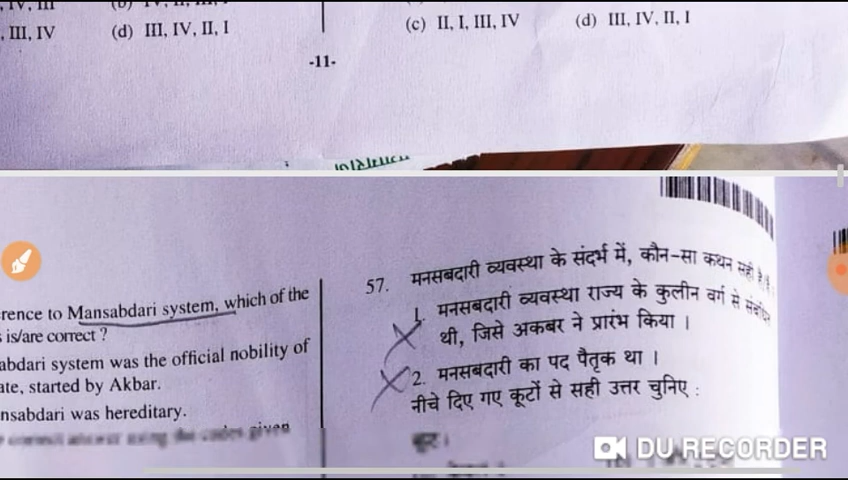 , III, IV
(d) III, IV, II, I
(c) II, I, III, IV
(d) III, IV, II, I
-11-
rence to Mansabdari system, which of the
is/are correct ?
abdari system was the official nobility of
ate, started by Akbar.
nsabdari was hereditary.
57. मनसबदारी व्यवस्था के संदर्भ में, कौन-सा कथन सही
1. मनसबदारी व्यवस्था राज्य के कुलीन वर्ग से संबंधित
थी, जिसे अकबर ने प्रारंभ किया ।
2. मनसबदारी का पद पैतृक था ।
नीचे दिए गए कूटों से सही उत्तर चुनिए :
DU RECORDER